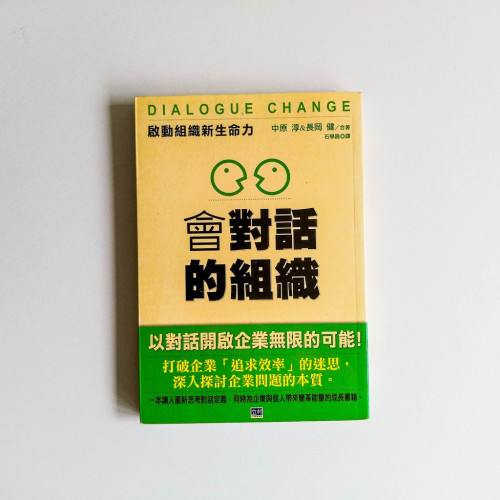 DIALOGUE CHANGE
啟動組織新生命力
中原 淳&長岡 健/合著
會對話
的組織
以對話開啟企業無限的可能!
打破企業「追求效率」的迷思,
深入探討企業問題的本質。
一本讓人重新思考對話定義,同時為企業與個人帶來變革能量的成長書籍。